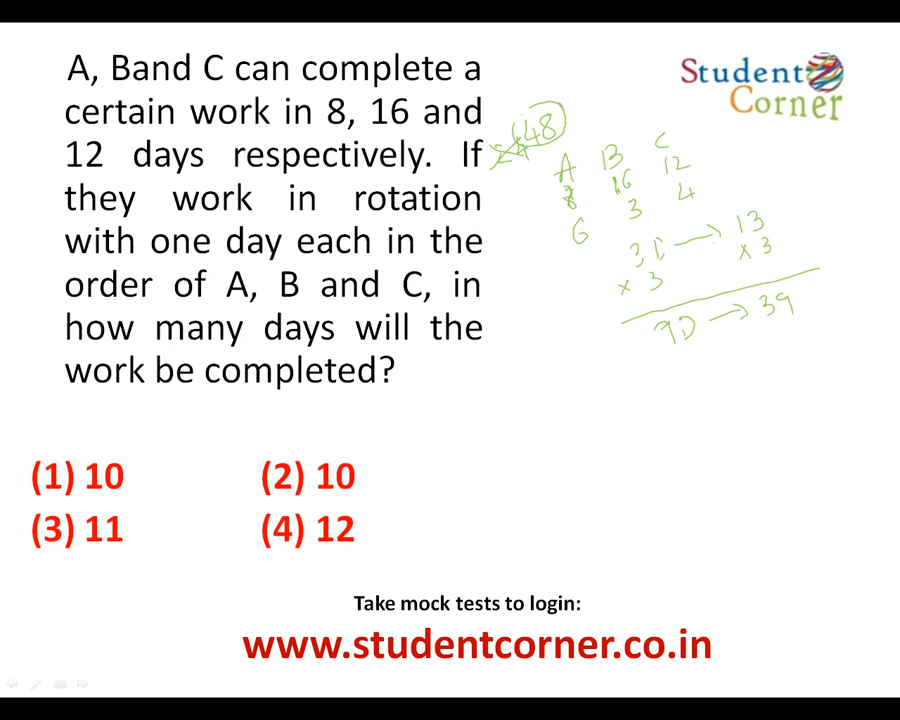 A, Band C can complete a
certain work in 8, 16 and
12 days respectively. If
they work in rotation
with one day each in the
order of A, B and C, in
how many days will the
work be completed?
Student
Corner
48
A B C
8 16 12
6 3 4
3D → 13
× 3 × 3
9D → 39
(1) 10 (2) 10
(3) 11 (4) 12
Take mock tests to login:
www.studentcorner.co.in